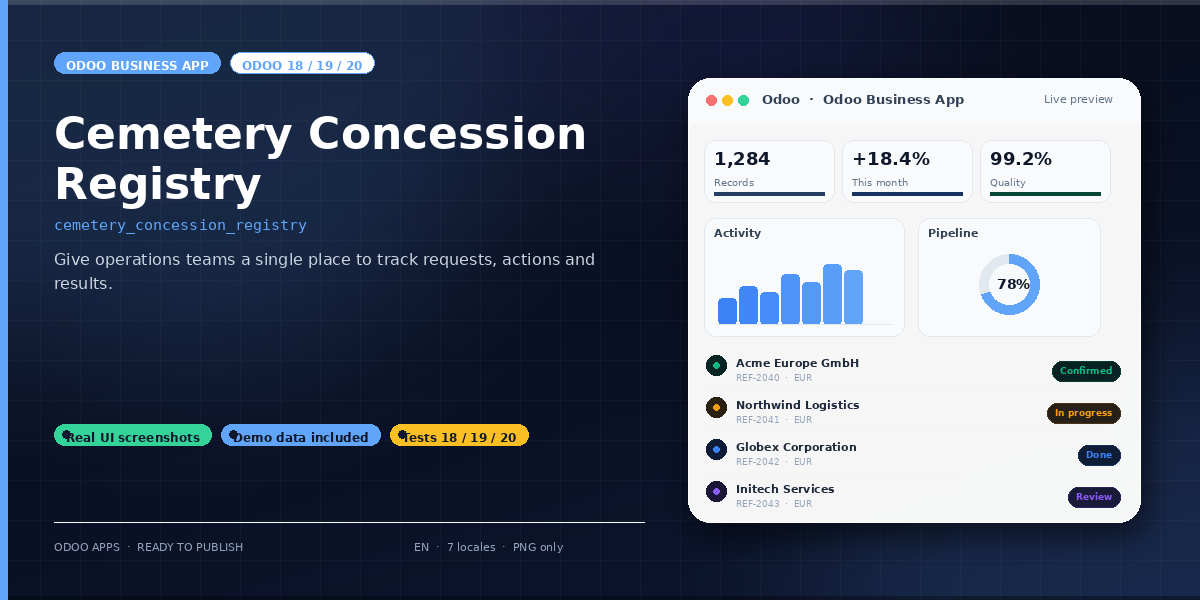 ODOO BUSINESS APP
ODOO 18 / 19 / 20
Cemetery Concession
Registry
cemetery_concession_registry
Give operations teams a single place to track requests, actions and
results.
Real UI screenshots
Demo data included
Tests 18 / 19 / 20
ODOO APPS · READY TO PUBLISH
EN · 7 locales · PNG only
Odoo · Odoo Business App
Live preview
1,284
Records
+18.4%
This month
99.2%
Quality
Activity
Pipeline
78%
Acme Europe GmbH
REF-2040 · EUR
Confirmed
Northwind Logistics
REF-2041 · EUR
In progress
Globex Corporation
REF-2042 · EUR
Done
Initech Services
REF-2043 · EUR
Review